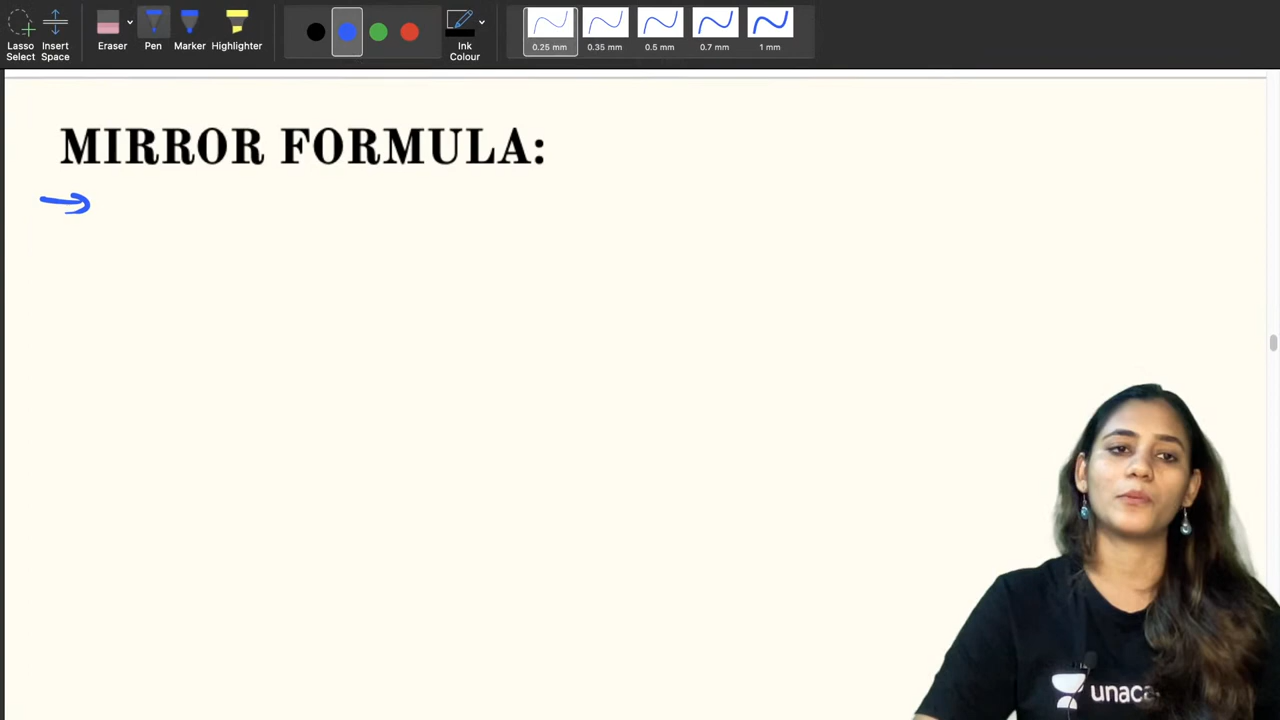 Lasso Select
Insert Space
Eraser
Pen
Marker
Highlighter
Ink Colour
0.25 mm
0.35 mm
0.5 mm
0.7 mm
1 mm
MIRROR FORMULA:
unaca